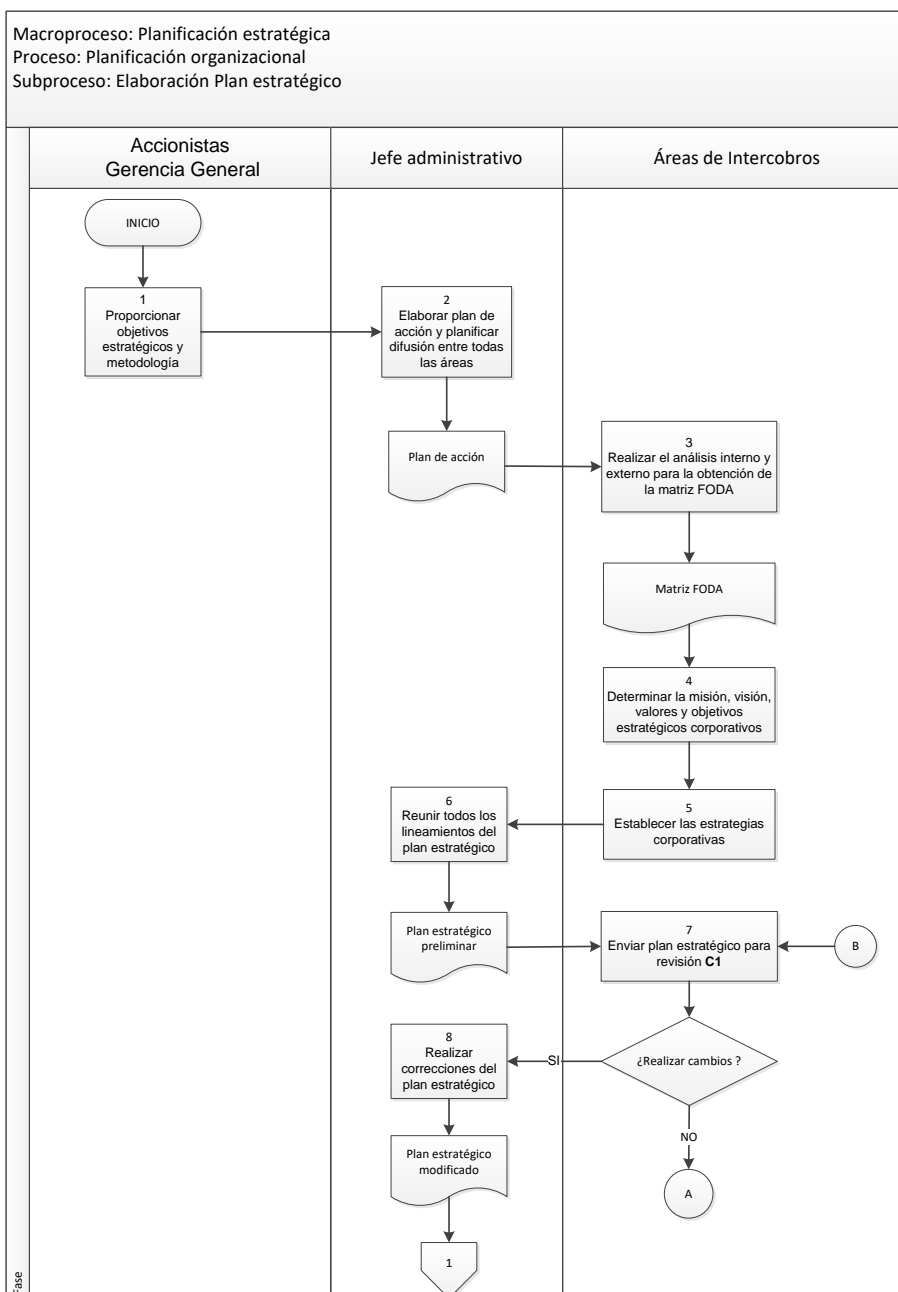 Macroproceso: Planificación estratégica
Proceso: Planificación organizacional
Subproceso: Elaboración Plan estratégico
Accionistas
Gerencia General
Jefe administrativo
Áreas de Intercobros
INICIO
1
Proporcionar
objetivos
estratégicos y
metodología
2
Elaborar plan de
acción y planificar
difusión entre todas
las áreas
Plan de acción
3
Realizar el análisis interno y
externo para la obtención de
la matriz FODA
Matriz FODA
4
Determinar la misión, visión,
valores y objetivos
estratégicos corporativos
5
Establecer las estrategias
corporativas
6
Reunir todos los
lineamientos del
plan estratégico
Plan estratégico
preliminar
7
Enviar plan estratégico para
revisión C1
B
¿Realizar cambios ?
SI
8
Realizar
correcciones del
plan estratégico
NO
Plan estratégico
modificado
A
1
Fase